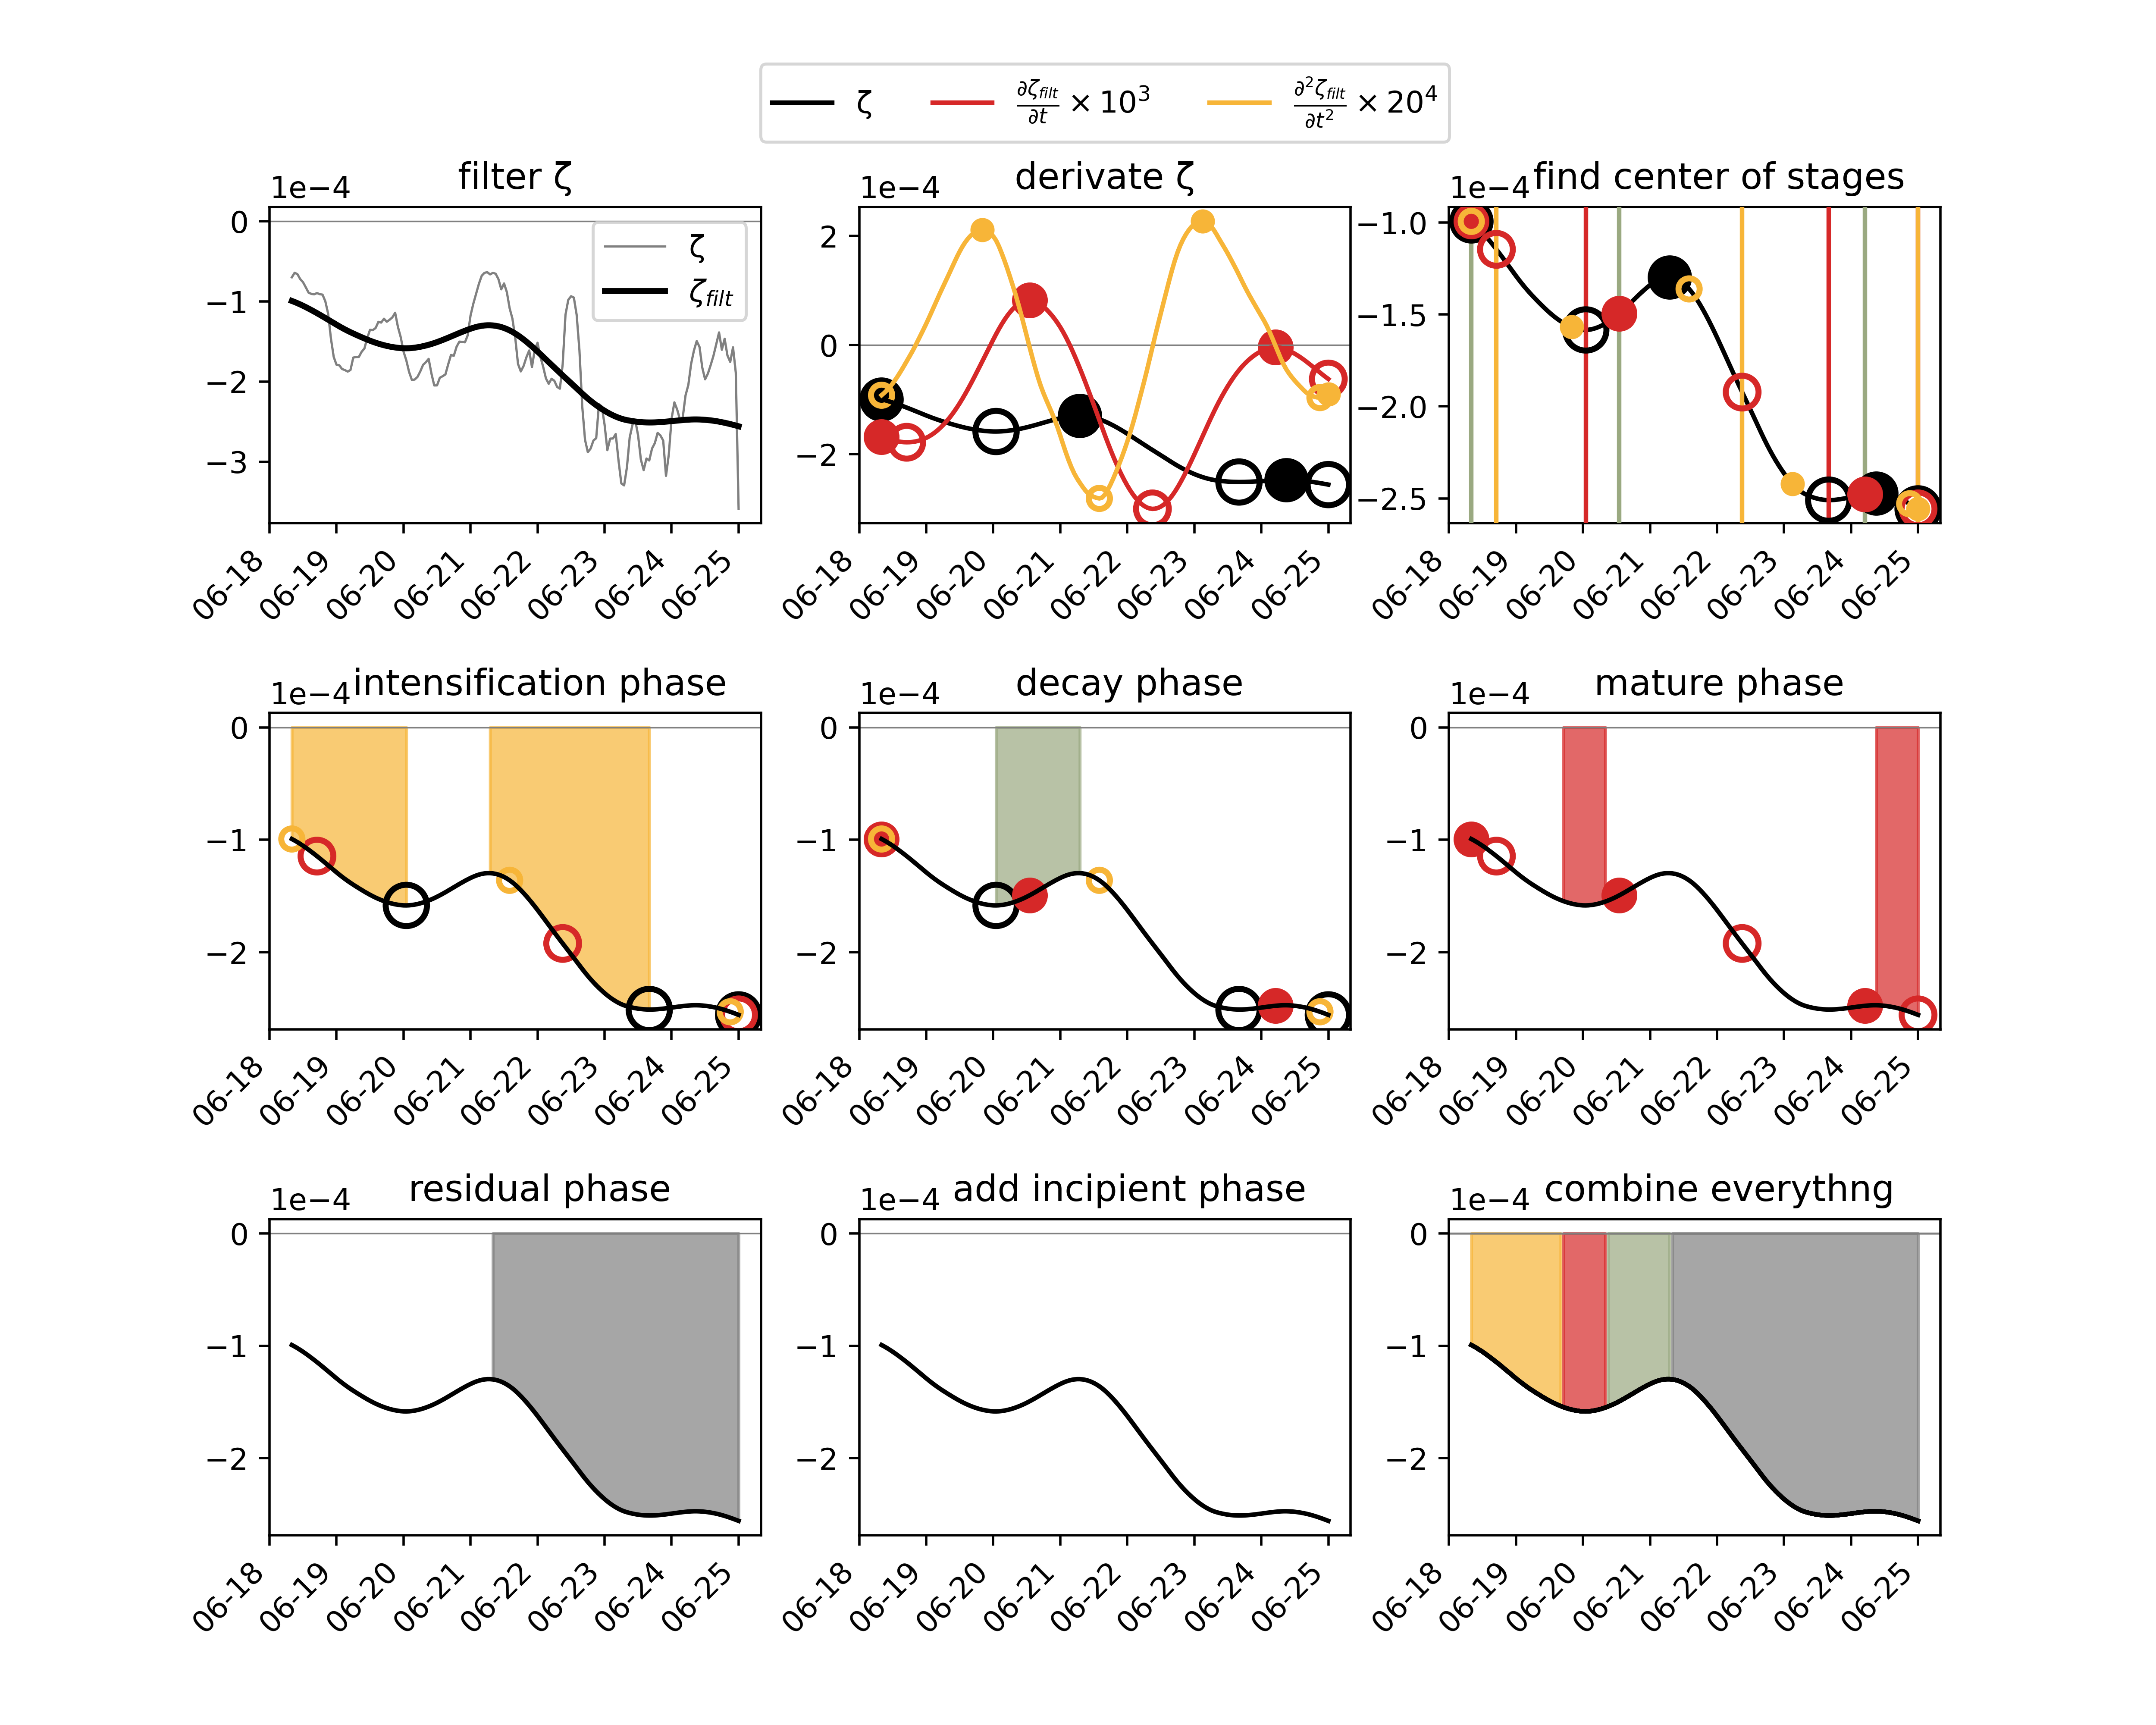 ζ ∂ζ_filt/∂t × 10³ ∂²ζ_filt/∂t² × 20⁴
filter ζ derivate ζ find center of stages
1e−4 1e−4 1e−4
0
−1
−2
−3
ζ
ζ_filt
06-18 06-19 06-20 06-21 06-22 06-23 06-24 06-25
2
0
−2
06-18 06-19 06-20 06-21 06-22 06-23 06-24 06-25
−1.0
−1.5
−2.0
−2.5
06-18 06-19 06-20 06-21 06-22 06-23 06-24 06-25
intensification phase decay phase mature phase
1e−4 1e−4 1e−4
0
−1
−2
06-18 06-19 06-20 06-21 06-22 06-23 06-24 06-25
0
−1
−2
06-18 06-19 06-20 06-21 06-22 06-23 06-24 06-25
0
−1
−2
06-18 06-19 06-20 06-21 06-22 06-23 06-24 06-25
residual phase add incipient phase combine everythng
1e−4 1e−4 1e−4
0
−1
−2
06-18 06-19 06-20 06-21 06-22 06-23 06-24 06-25
0
−1
−2
06-18 06-19 06-20 06-21 06-22 06-23 06-24 06-25
0
−1
−2
06-18 06-19 06-20 06-21 06-22 06-23 06-24 06-25